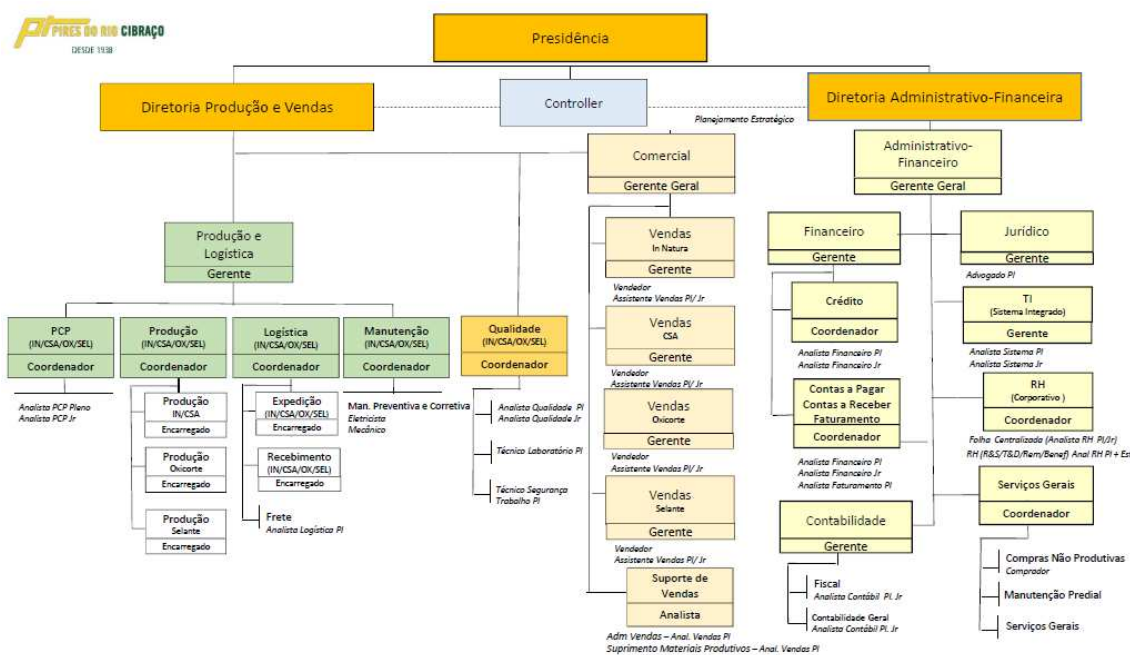 PIRES DO RIO CIBRAÇO
DESDE 1938
Presidência
Diretoria Produção e Vendas
Controller
Diretoria Administrativo-Financeira
Planejamento Estratégico
Comercial
Gerente Geral
Administrativo-
Financeiro
Gerente Geral
Produção e
Logística
Gerente
PCP
(IN/CSA/OX/SEL)
Coordenador
Analista PCP Pleno
Analista PCP Jr
Produção
(IN/CSA/OX/SEL)
Coordenador
Produção
IN/CSA
Encarregado
Produção
Oxicorte
Encarregado
Produção
Selante
Encarregado
Logística
(IN/CSA/OX/SEL)
Coordenador
Expedição
(IN/CSA/OX/SEL)
Encarregado
Recebimento
(IN/CSA/OX/SEL)
Encarregado
Frete
Analista Logística Pl
Manutenção
(IN/CSA/OX/SEL)
Coordenador
Man. Preventiva e Corretiva
Eletricista
Mecânico
Qualidade
(IN/CSA/OX/SEL)
Coordenador
Analista Qualidade Pl
Analista Qualidade Jr
Técnico Laboratório Pl
Técnico Segurança
Trabalho Pl
Vendas
In Natura
Gerente
Vendedor
Assistente Vendas Pl/ Jr
Vendas
CSA
Gerente
Vendedor
Assistente Vendas Pl/ Jr
Vendas
Oxicorte
Gerente
Vendedor
Assistente Vendas Pl/ Jr
Vendas
Selante
Gerente
Vendedor
Assistente Vendas Pl/ Jr
Suporte de
Vendas
Analista
Adm Vendas – Anal. Vendas Pl
Suprimento Materiais Produtivos – Anal. Vendas Pl
Financeiro
Gerente
Crédito
Coordenador
Analista Financeiro Pl
Analista Financeiro Jr
Contas a Pagar
Contas a Receber
Faturamento
Coordenador
Analista Financeiro Pl
Analista Financeiro Jr
Analista Faturamento Pl
Contabilidade
Gerente
Fiscal
Analista Contábil Pl. Jr
Contabilidade Geral
Analista Contábil Pl. Jr
Jurídico
Gerente
Advogado Pl
TI
(Sistema Integrado)
Gerente
Analista Sistema Pl
Analista Sistema Jr
RH
(Corporativo )
Coordenador
Folha Centralizada (Analista RH Pl/Jr)
RH (R&S/T&D/Rem/Benef) Anal RH Pl + Est
Serviços Gerais
Coordenador
Compras Não Produtivas
Comprador
Manutenção Predial
Serviços Gerais